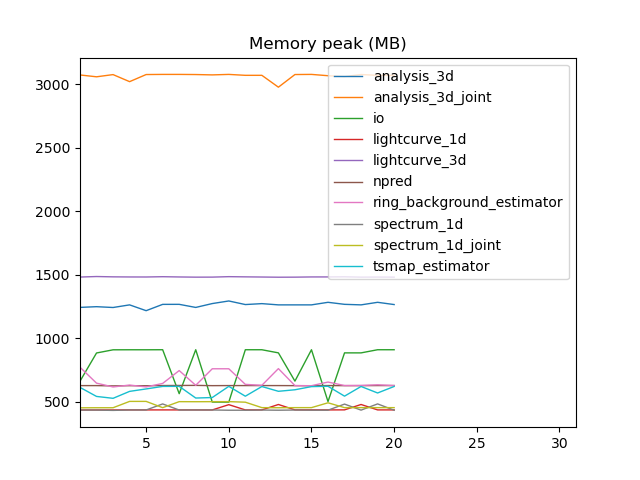 Memory peak (MB)
3000
2500
2000
1500
1000
500
analysis_3d
analysis_3d_joint
io
lightcurve_1d
lightcurve_3d
npred
ring_background_estimator
spectrum_1d
spectrum_1d_joint
tsmap_estimator
5 10 15 20 25 30